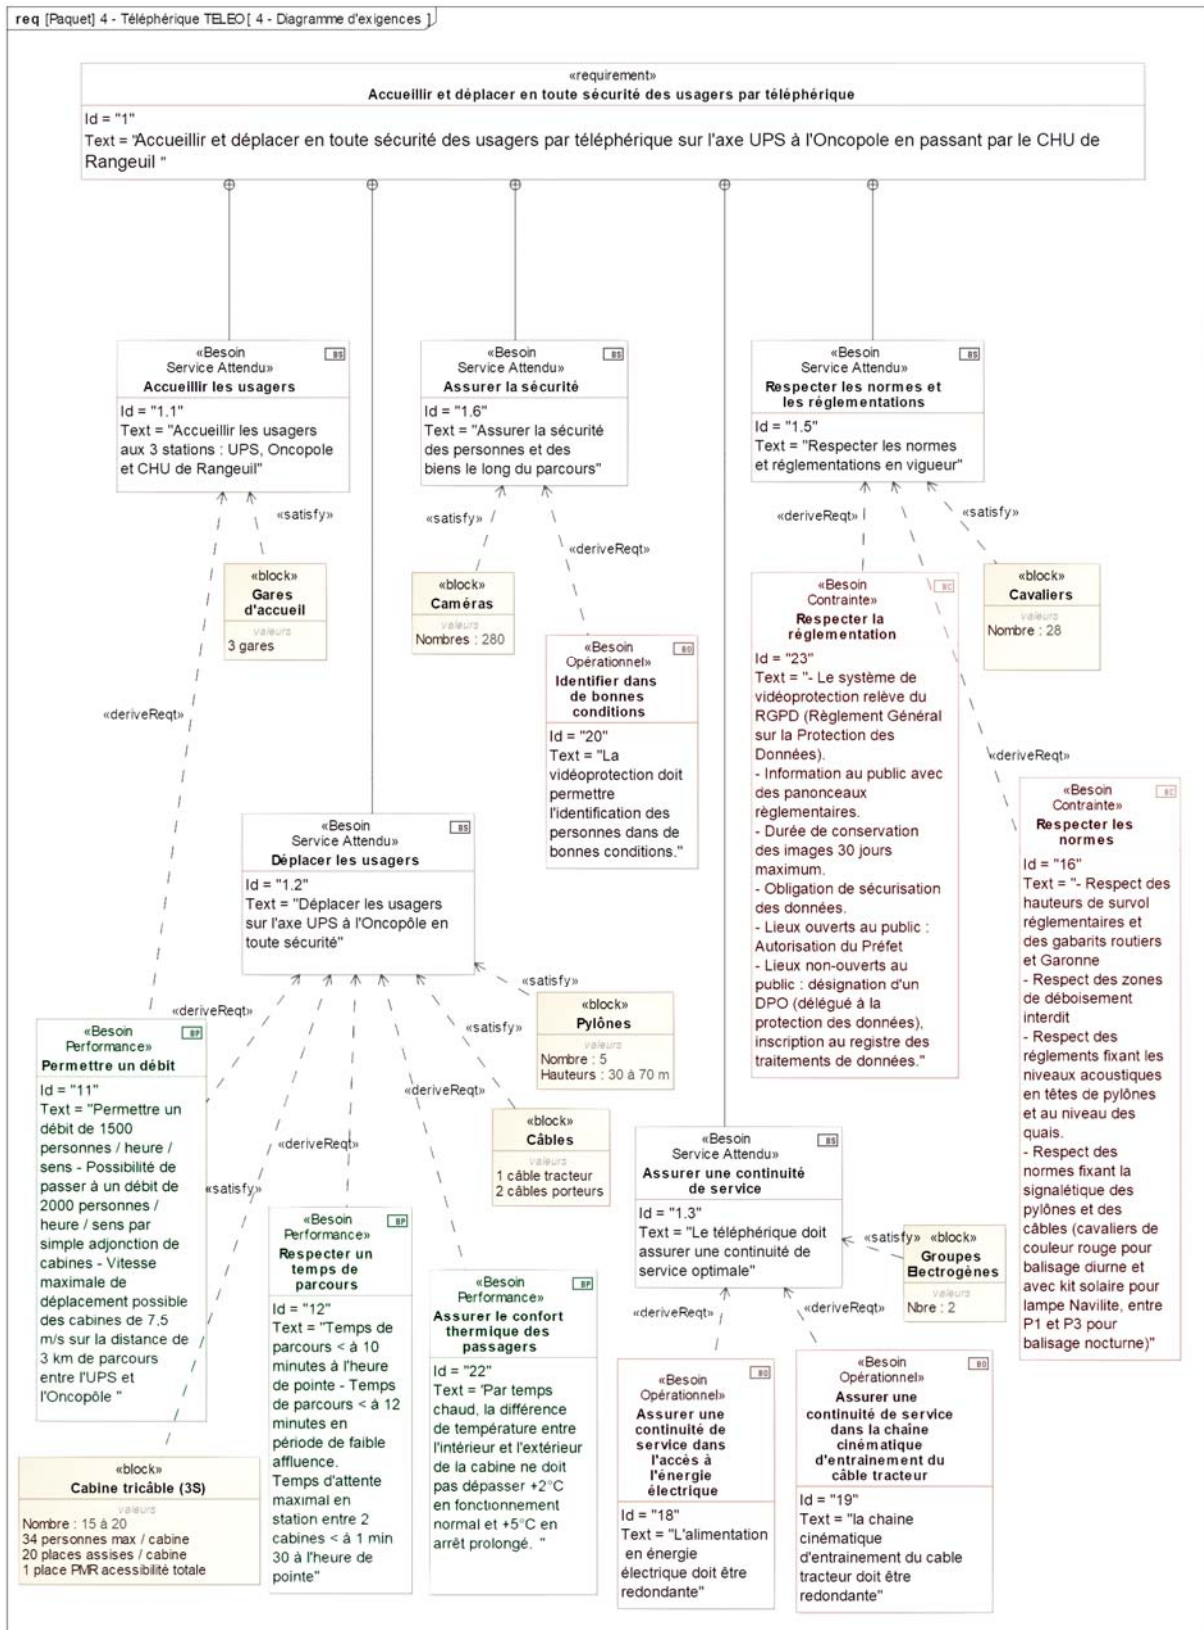 req [Paquet] 4 - Téléphérique TELEO[ 4 - Diagramme d'exigences ]
«requirement»
Accueillir et déplacer en toute sécurité des usagers par téléphérique
Id = "1"
Text = "Accueillir et déplacer en toute sécurité des usagers par téléphérique sur l'axe UPS à l'Oncopole en passant par le CHU de
Rangeuil "
«Besoin
Service Attendu»
BS
Accueillir les usagers
Id = "1.1"
Text = "Accueillir les usagers
aux 3 stations : UPS, Oncopole
et CHU de Rangeuil"
«Besoin
Service Attendu»
BS
Assurer la sécurité
Id = "1.6"
Text = "Assurer la sécurité
des personnes et des
biens le long du parcours"
«Besoin
Service Attendu»
BS
Respecter les normes et
les réglementations
Id = "1.5"
Text = "Respecter les normes
et réglementations en vigueur"
«satisfy»
«satisfy»
«deriveReqt»
«deriveReqt»
«satisfy»
«block»
Gares
d'accueil
valeurs
3 gares
«block»
Caméras
valeurs
Nombres : 280
«Besoin
Opérationnel»
BO
Identifier dans
de bonnes
conditions
Id = "20"
Text = "La
vidéoprotection doit
permettre
l'identification des
personnes dans de
bonnes conditions."
«Besoin
Contrainte»
BC
Respecter la
réglementation
Id = "23"
Text = "- Le système de
vidéoprotection relève du
RGPD (Règlement Général
sur la Protection des
Données).
- Information au public avec
des panonceaux
règlementaires.
- Durée de conservation
des images 30 jours
maximum.
- Obligation de sécurisation
des données.
- Lieux ouverts au public :
Autorisation du Préfet
- Lieux non-ouverts au
public : désignation d'un
DPO (délégué à la
protection des données),
inscription au registre des
traitements de données."
«block»
Cavaliers
valeurs
Nombre : 28
«deriveReqt»
«deriveReqt»
«Besoin
Contrainte»
BC
Respecter les
normes
Id = "16"
Text = "- Respect des
hauteurs de survol
réglementaires et
des gabarits routiers
et Garonne
- Respect des zones
de déboisement
interdit
- Respect des
réglements fixant les
niveaux acoustiques
en têtes de pylônes
et au niveau des
quais.
- Respect des
normes fixant la
signalétique des
pylônes et des
câbles (cavaliers de
couleur rouge pour
balisage diurne et
avec kit solaire pour
lampe Navilite, entre
P1 et P3 pour
balisage nocturne)"
«Besoin
Service Attendu»
BS
Déplacer les usagers
Id = "1.2"
Text = "Déplacer les usagers
sur l'axe UPS à l'Oncopôle en
toute sécurité"
«deriveReqt»
«satisfy»
«satisfy»
«deriveReqt»
«deriveReqt»
«satisfy»
«block»
Pylônes
valeurs
Nombre : 5
Hauteurs : 30 à 70 m
«block»
Câbles
valeurs
1 câble tracteur
2 câbles porteurs
«Besoin
Performance»
BP
Permettre un débit
Id = "11"
Text = "Permettre un
débit de 1500
personnes / heure /
sens - Possibilité de
passer à un débit de
2000 personnes /
heure / sens par
simple adjonction de
cabines - Vitesse
maximale de
déplacement possible
des cabines de 7,5
m/s sur la distance de
3 km de parcours
entre l'UPS et
l'Oncopôle "
«Besoin
Performance»
BP
Respecter un
temps de
parcours
Id = "12"
Text = "Temps de
parcours < à 10
minutes à l'heure
de pointe - Temps
de parcours < à 12
minutes en
période de faible
affluence.
Temps d'attente
maximal en
station entre 2
cabines < à 1 min
30 à l'heure de
pointe"
«Besoin
Performance»
BP
Assurer le confort
thermique des
passagers
Id = "22"
Text = "Par temps
chaud, la différence
de température entre
l'intérieur et l'extérieur
de la cabine ne doit
pas dépasser +2°C
en fonctionnement
normal et +5°C en
arrêt prolongé. "
«block»
Cabine tricâble (3S)
valeurs
Nombre : 15 à 20
34 personnes max / cabine
20 places assises / cabine
1 place PMR acessibilité totale
«Besoin
Service Attendu»
BS
Assurer une continuité
de service
Id = "1.3"
Text = "Le téléphérique doit
assurer une continuité de
service optimale"
«satisfy»
«block»
Groupes
Electrogènes
valeurs
Nbre : 2
«deriveReqt»
«deriveReqt»
«Besoin
Opérationnel»
BO
Assurer une
continuité de
service dans
l'accès à
l'énergie
électrique
Id = "18"
Text = "L'alimentation
en énergie
électrique doit être
redondante"
«Besoin
Opérationnel»
BO
Assurer une
continuité de service
dans la chaîne
cinématique
d'entrainement du
câble tracteur
Id = "19"
Text = "la chaine
cinématique
d'entrainement du cable
tracteur doit être
redondante"